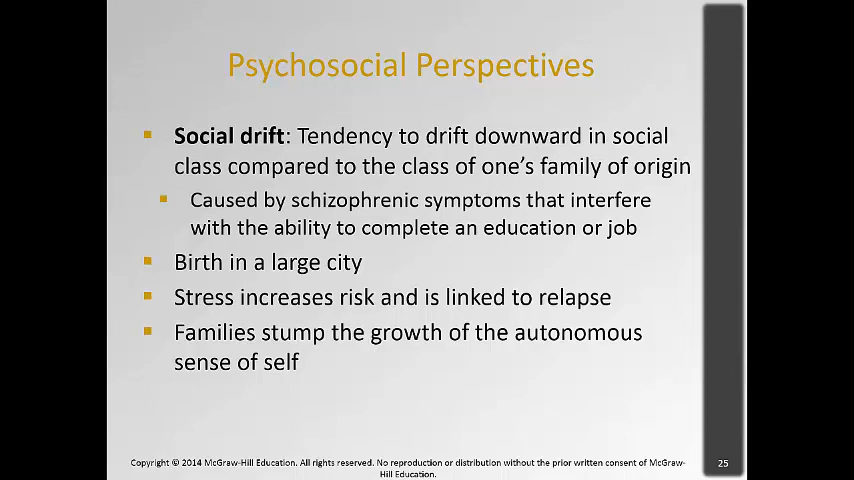 Psychosocial Perspectives
Social drift: Tendency to drift downward in social
class compared to the class of one’s family of origin
Caused by schizophrenic symptoms that interfere
with the ability to complete an education or job
Birth in a large city
Stress increases risk and is linked to relapse
Families stump the growth of the autonomous
sense of self
Copyright © 2014 McGraw-Hill Education. All rights reserved. No reproduction or distribution without the prior written consent of McGraw-
Hill Education.
25